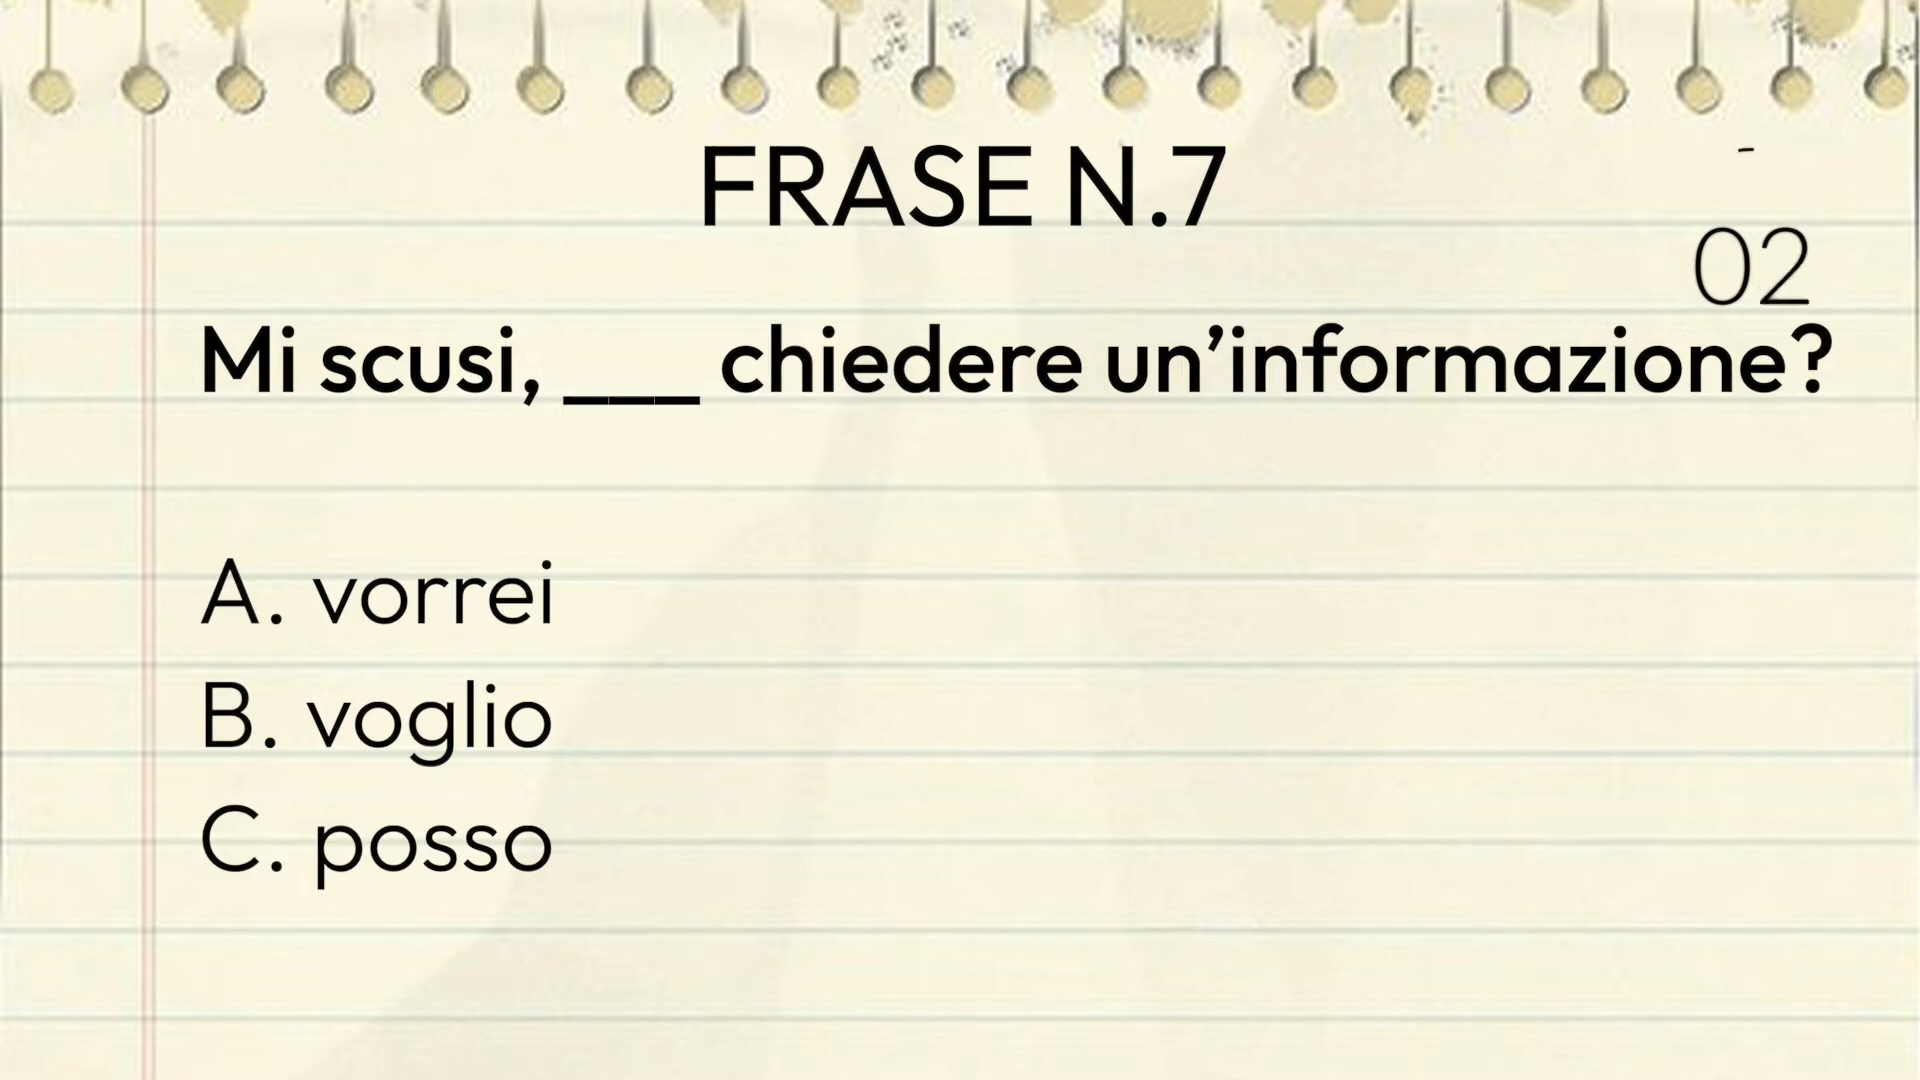 FRASE N.7
02
Mi scusi, ___ chiedere un’informazione?
A. vorrei
B. voglio
C. posso